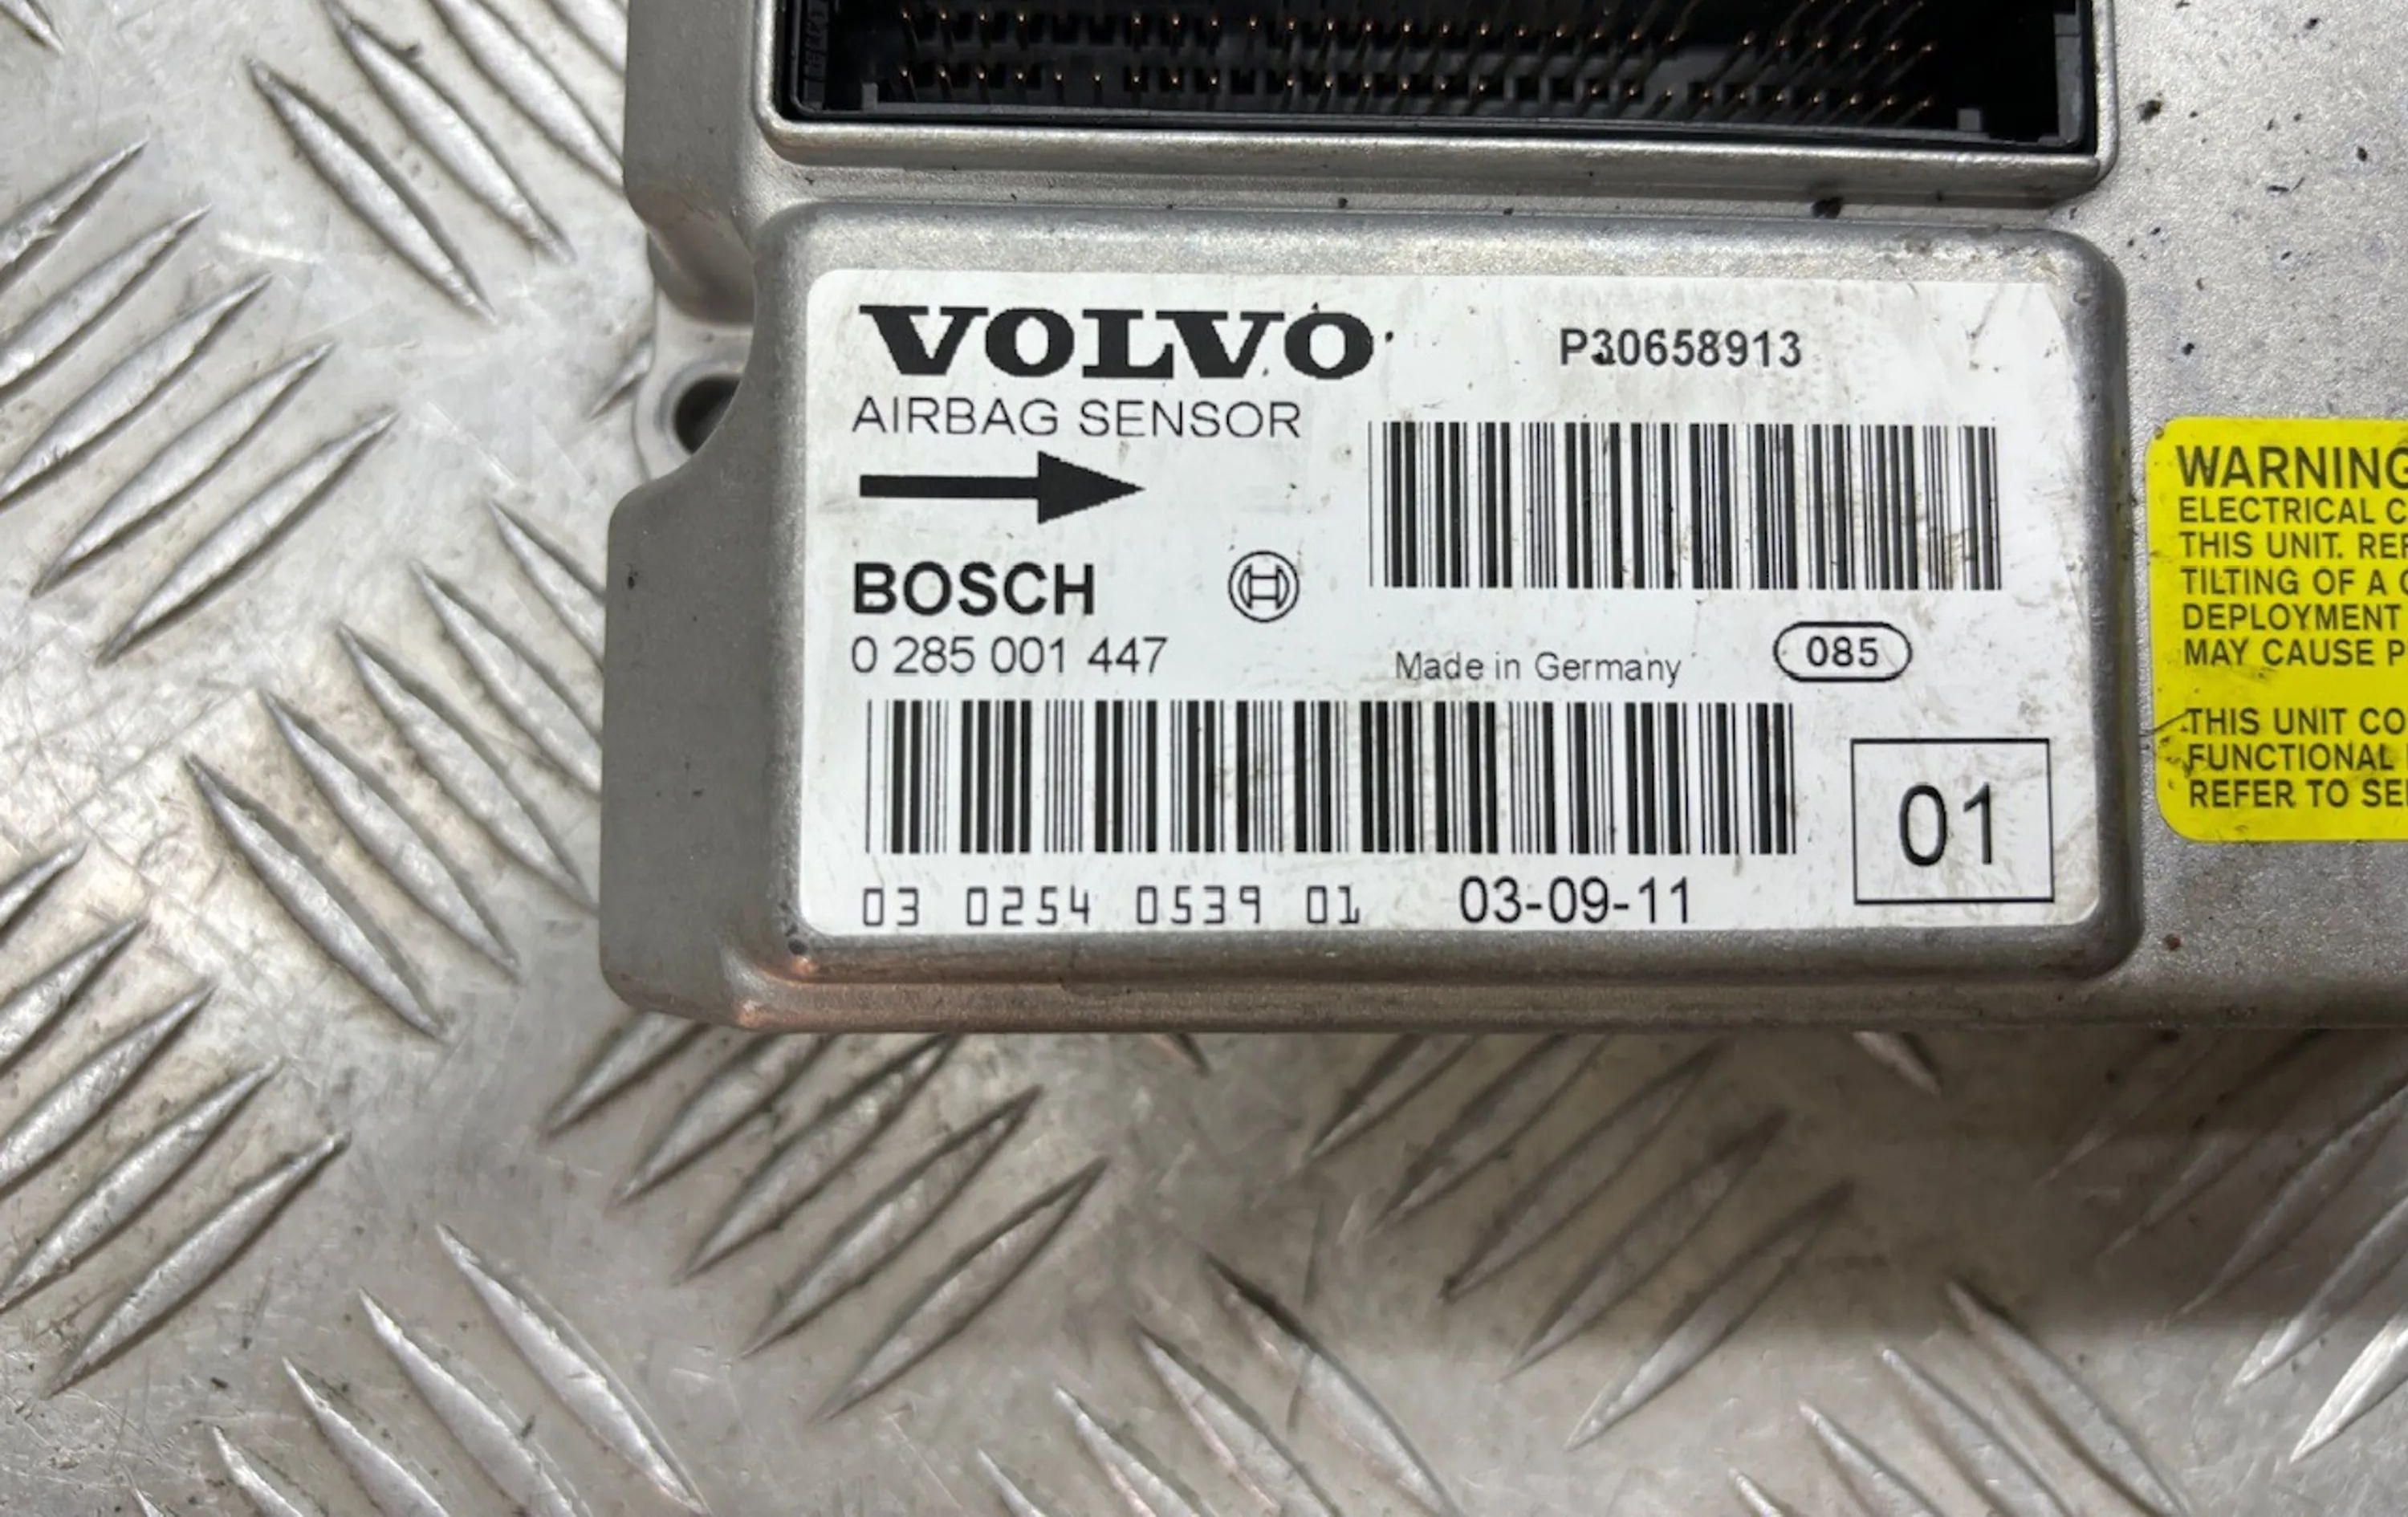 VOLVO
P30658913
AIRBAG SENSOR
BOSCH
0 285 001 447
Made in Germany
085
01
03 0254 0539 01
03-09-11
WARNING
ELECTRICAL
THIS UNIT.
TILTING OF A
DEPLOYMENT
MAY CAUSE
THIS UNIT
FUNCTIONAL
REFER TO